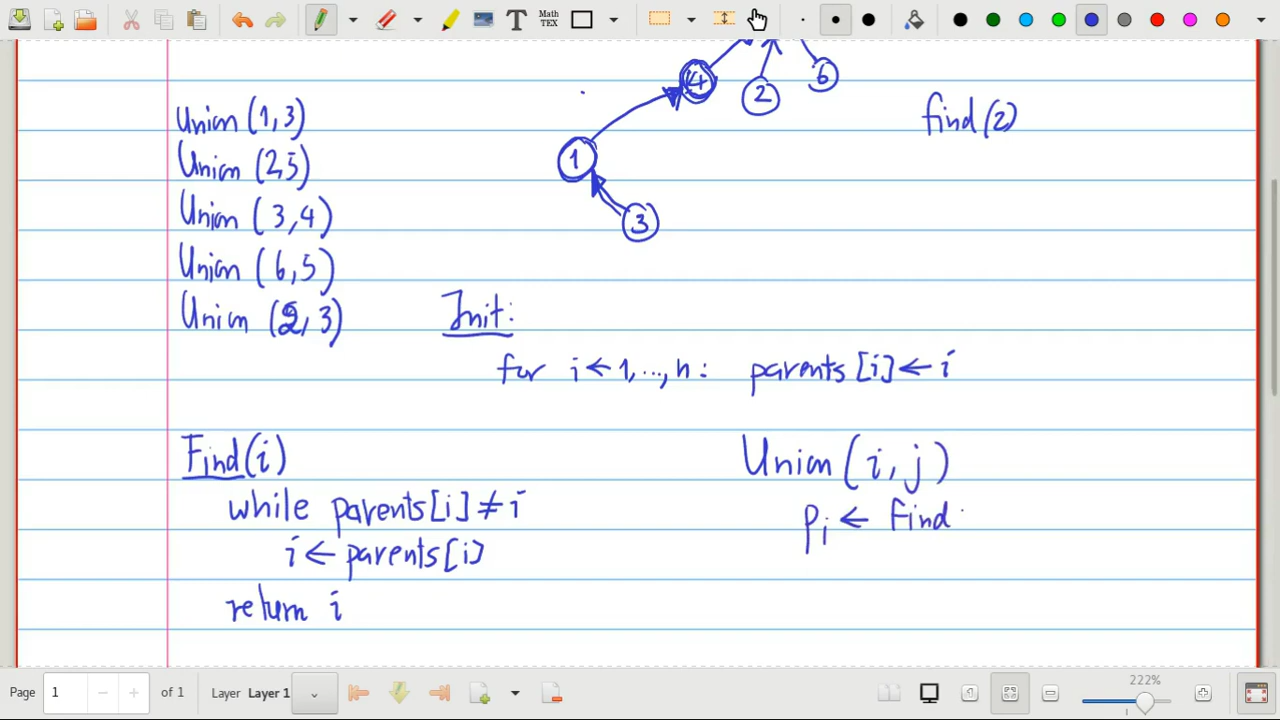 Math
TEX
4
2
6
find(2)
Union (1,3)
1
Union (2,5)
Union (3,4)
3
Union (6,5)
Union (2,3)
Init:
for i ← 1,...,n: parents[i] ← i
Find(i)
while parents[i] ≠ i
i ← parents[i]
return i
Union (i,j)
pi ← find
Page 1 of 1 Layer Layer 1 222%